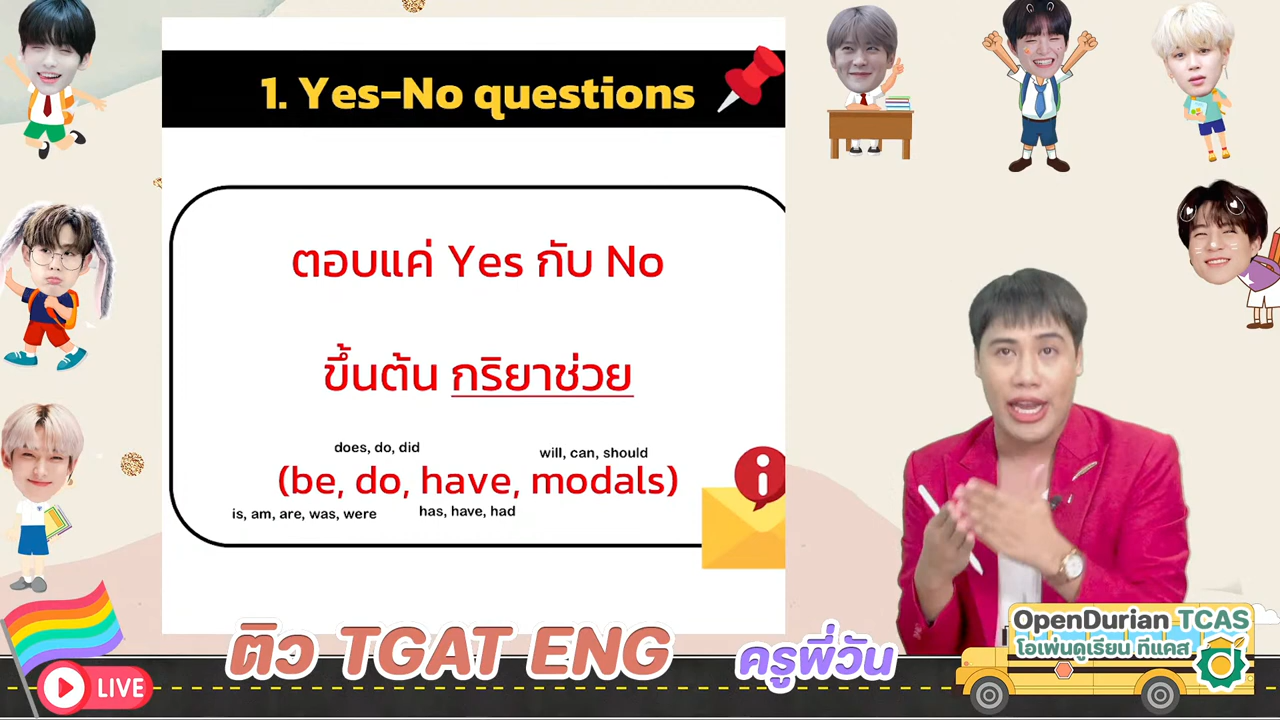 1. Yes-No questions
ตอบแค่ Yes กับ No
ขึ้นต้น กริยาช่วย
does, do, did
will, can, should
(be, do, have, modals)
is, am, are, was, were
has, have, had
ติว TGAT ENG
ครูพี่วัน
OpenDurian TCAS
โอเพ่นดูเรียน ทีแคส
LIVE